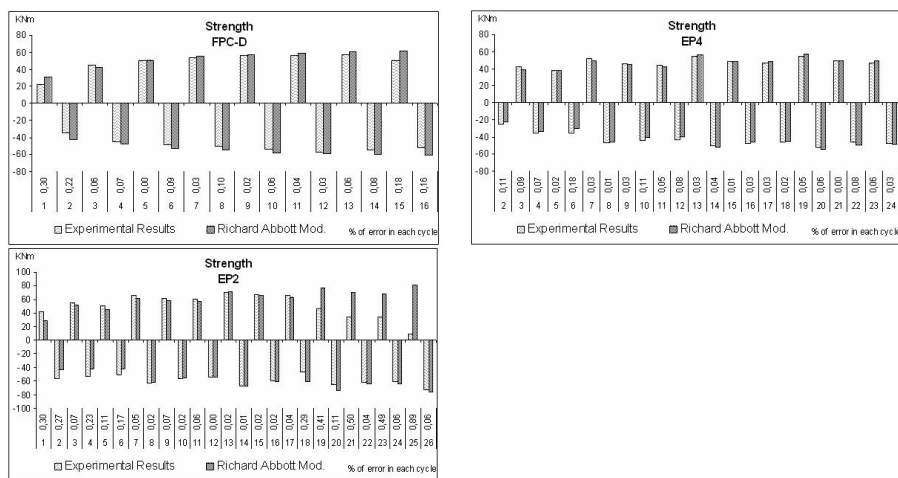 KNm
Strength
FPC-D
80
60
40
20
0
-20
-40
-60
-80
0,30 0,22 0,06 0,07 0,00 0,09 0,03 0,10 0,02 0,06 0,04 0,03 0,06 0,08 0,18 0,16
1 2 3 4 5 6 7 8 9 10 11 12 13 14 15 16
Experimental Results Richard Abbott Mod. % of error in each cycle
KNm
Strength
EP4
80
60
40
20
0
-20
-40
-60
-80
0,11 0,09 0,07 0,02 0,18 0,03 0,01 0,03 0,11 0,05 0,08 0,03 0,04 0,01 0,03 0,03 0,02 0,05 0,06 0,00 0,08 0,06 0,03
2 3 4 5 6 7 8 9 10 11 12 13 14 15 16 17 18 19 20 21 22 23 24
Experimental Results Richard Abbott Mod. % of error in each cycle
KNm
Strength
EP2
100
80
60
40
20
0
-20
-40
-60
-80
-100
0,30 0,27 0,07 0,23 0,11 0,17 0,05 0,02 0,07 0,02 0,06 0,00 0,02 0,01 0,02 0,02 0,04 0,29 0,41 0,11 0,50 0,04 0,49 0,06 0,89 0,06
1 2 3 4 5 6 7 8 9 10 11 12 13 14 15 16 17 18 19 20 21 22 23 24 25 26
Experimental Results Richard Abbott Mod. % of error in each cycle